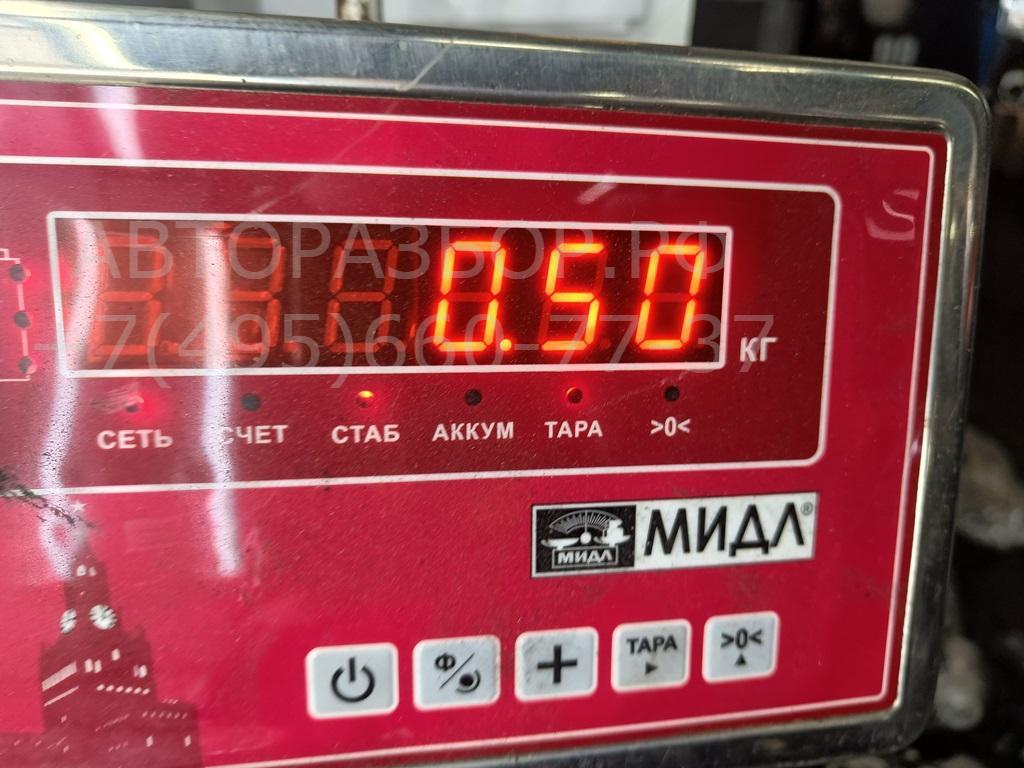 АВТОРАЗБОР.РФ
+7(495)660-77-37
0.50
КГ
СЕТЬ СЧЕТ СТАБ АККУМ ТАРА >0<
МИДЛ МИДЛ®
Ф ТАРА >0<